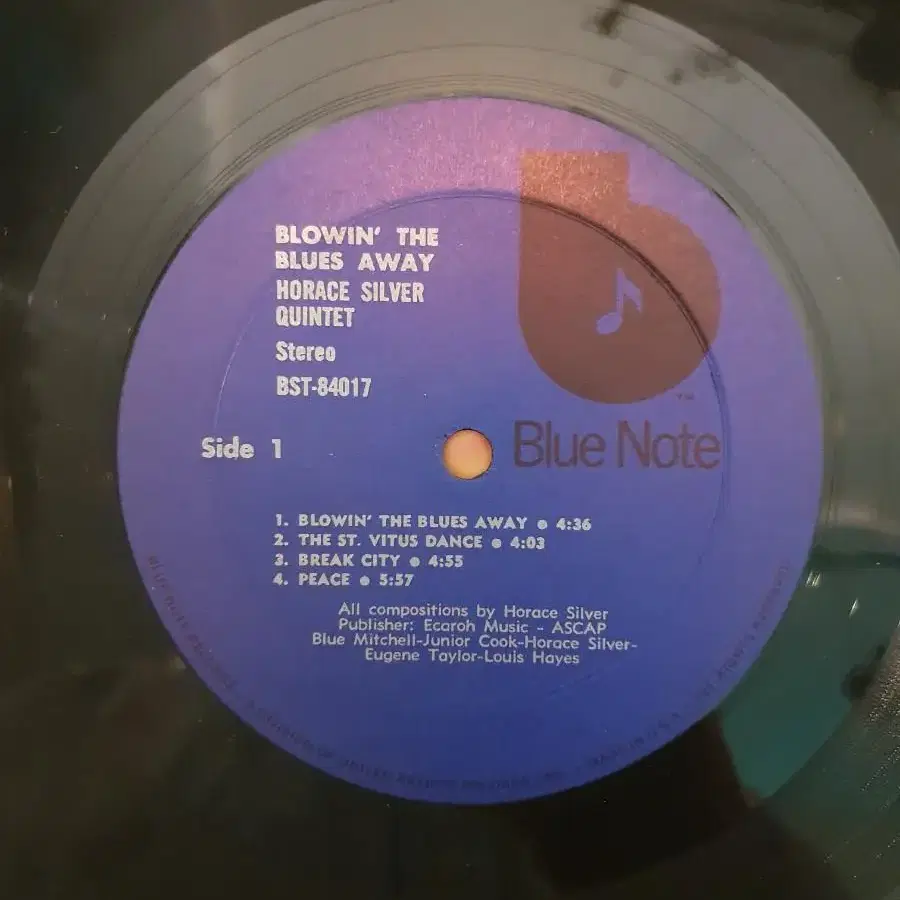 BLOWIN' THE
BLUES AWAY
HORACE SILVER
QUINTET
Stereo
BST-84017
TM
Blue Note
Side 1
1. BLOWIN' THE BLUES AWAY ● 4:36
2. THE ST. VITUS DANCE ● 4:03
3. BREAK CITY ● 4:55
4. PEACE ● 5:57
All compositions by Horace Silver
Publisher: Ecaroh Music - ASCAP
Blue Mitchell-Junior Cook-Horace Silver-
Eugene Taylor-Louis Hayes